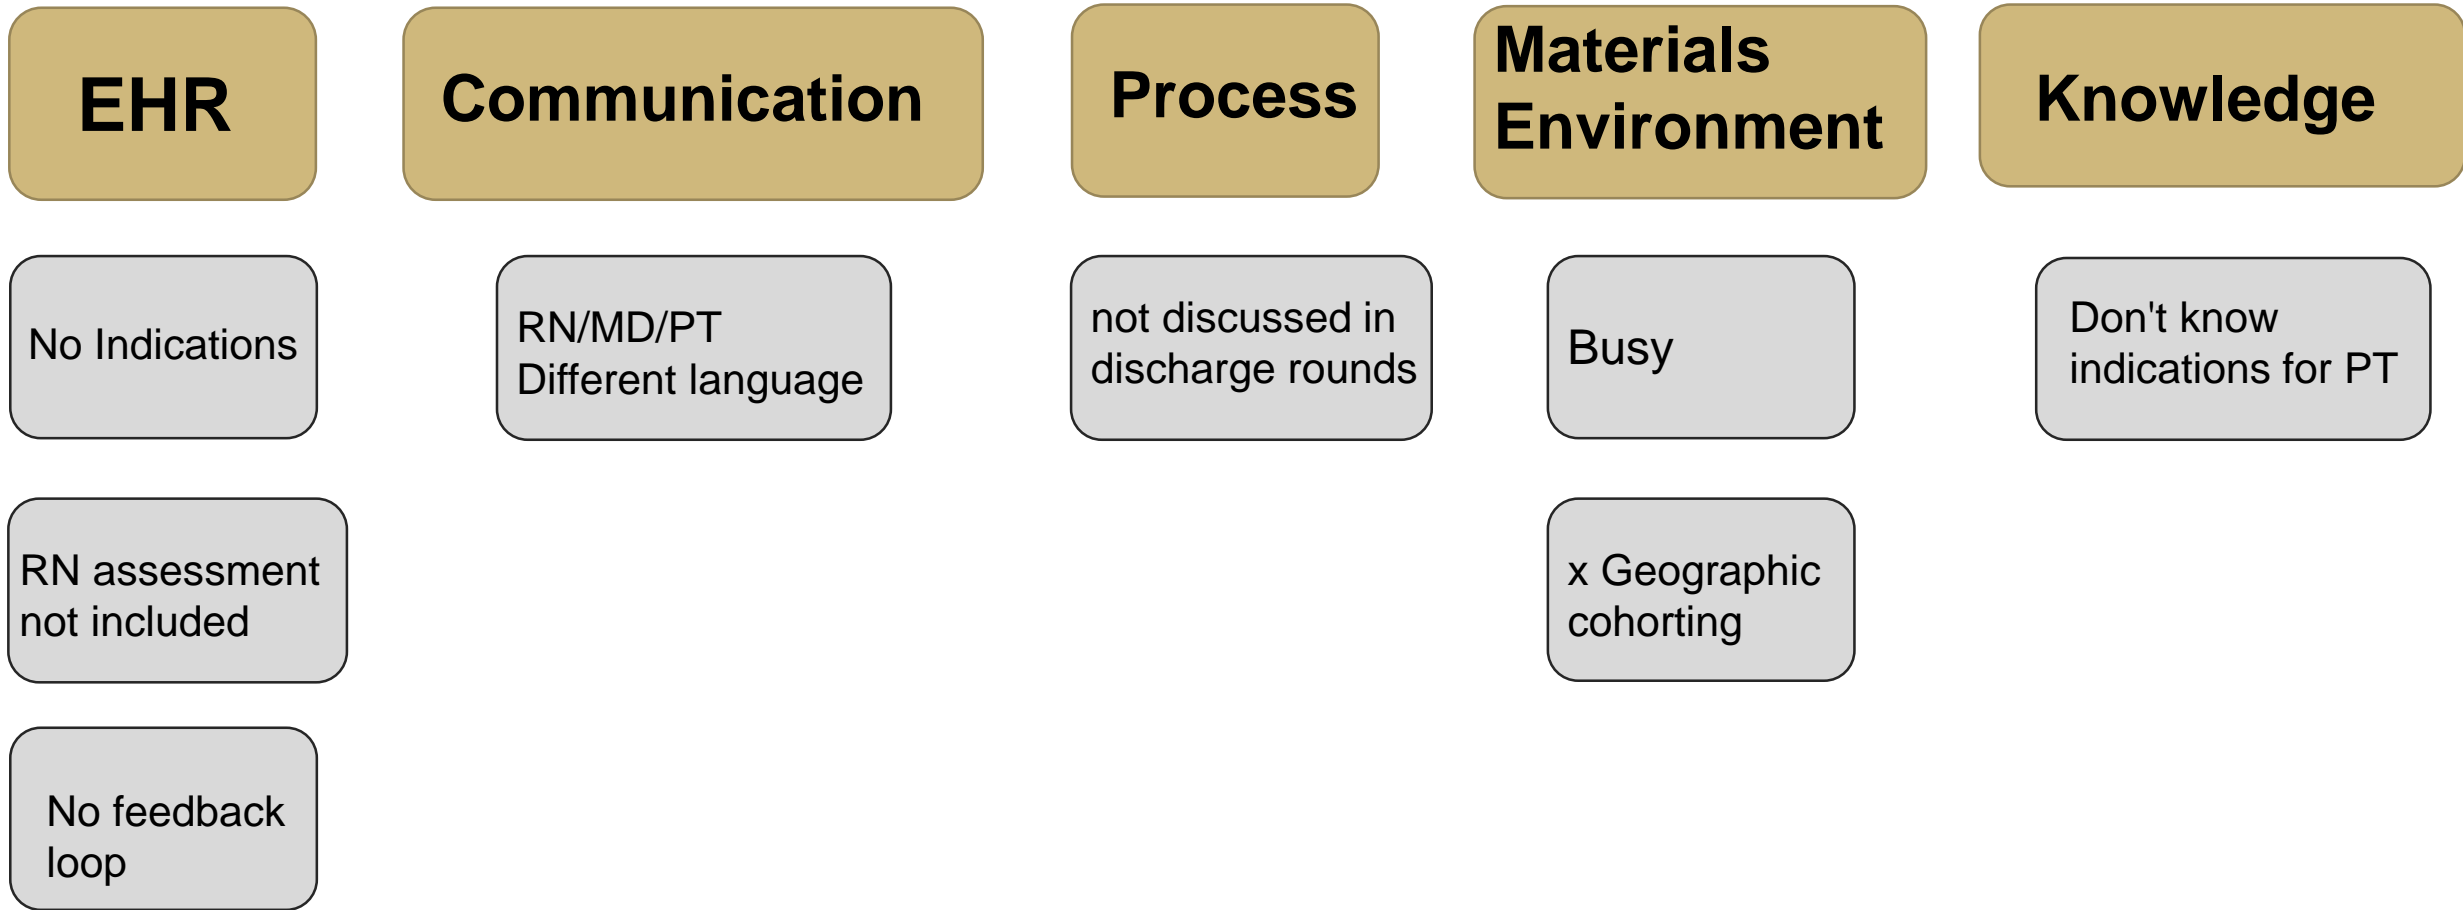 EHR
Communication
Process
Materials
Environment
Knowledge
No Indications
RN/MD/PT
Different language
not discussed in
discharge rounds
Busy
Don't know
indications for PT
RN assessment
not included
x Geographic
cohorting
No feedback
loop